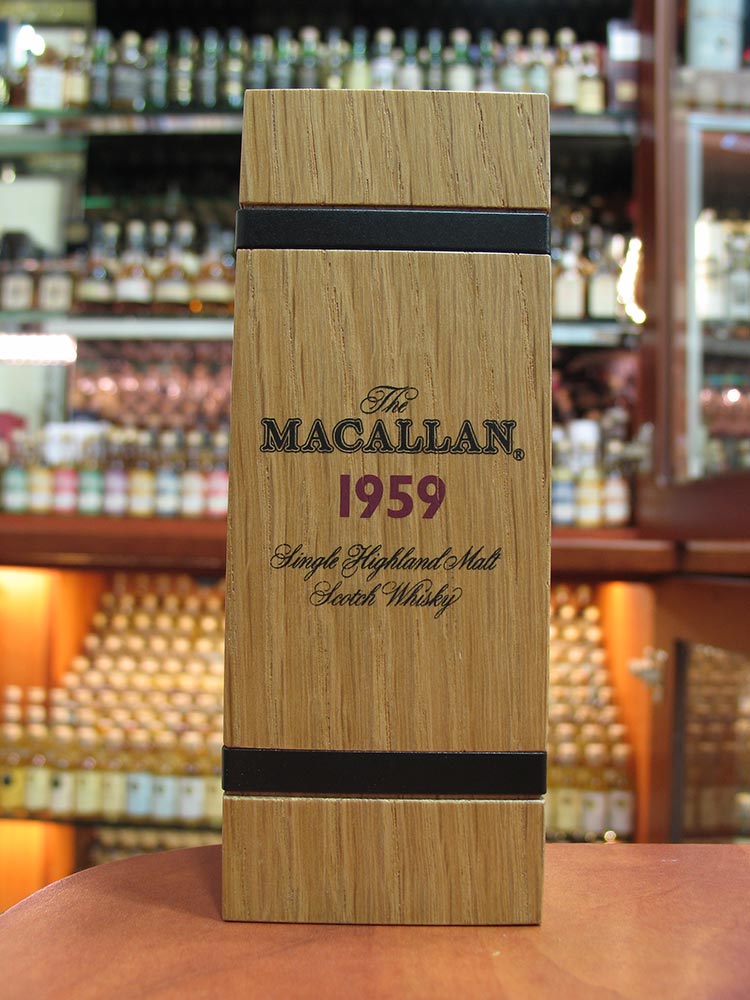 The
MACALLAN®
1959
Single Highland Malt
Scotch Whisky